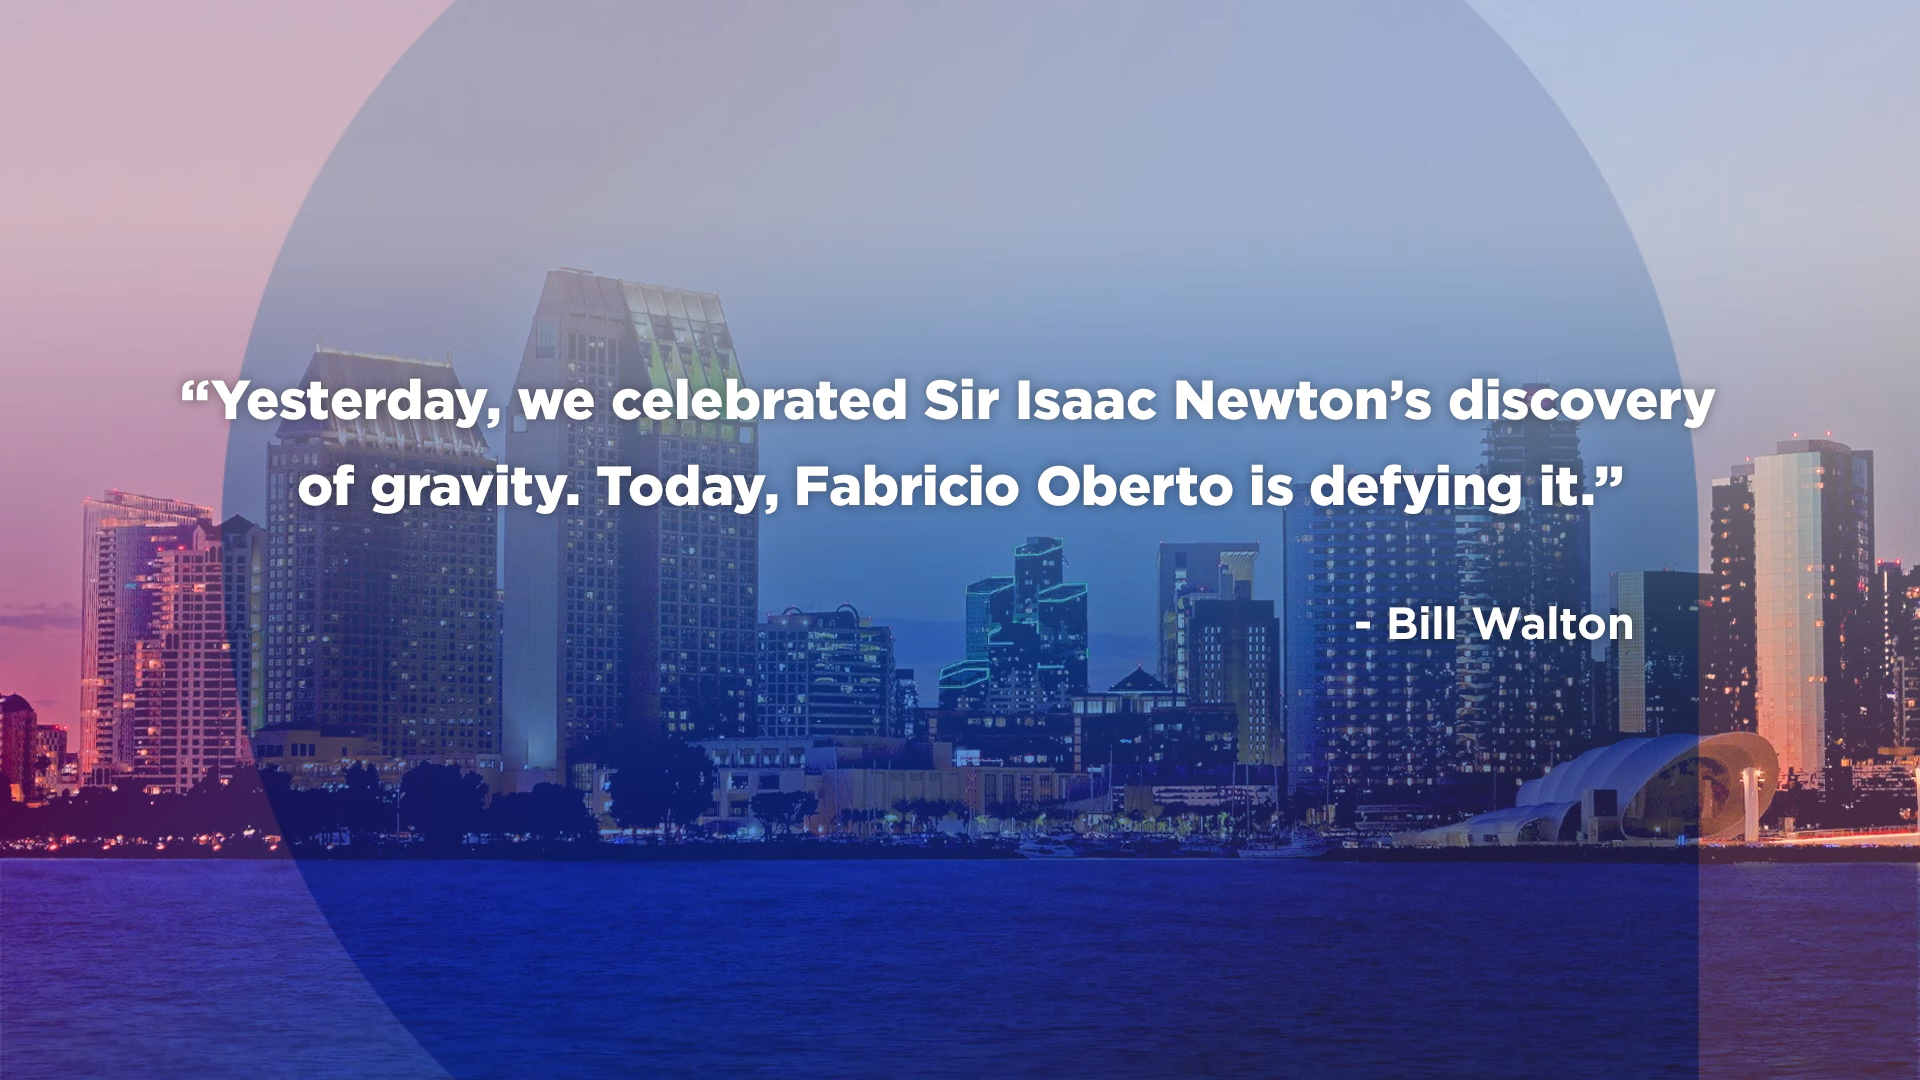 “Yesterday, we celebrated Sir Isaac Newton’s discovery
of gravity. Today, Fabricio Oberto is defying it.”
- Bill Walton